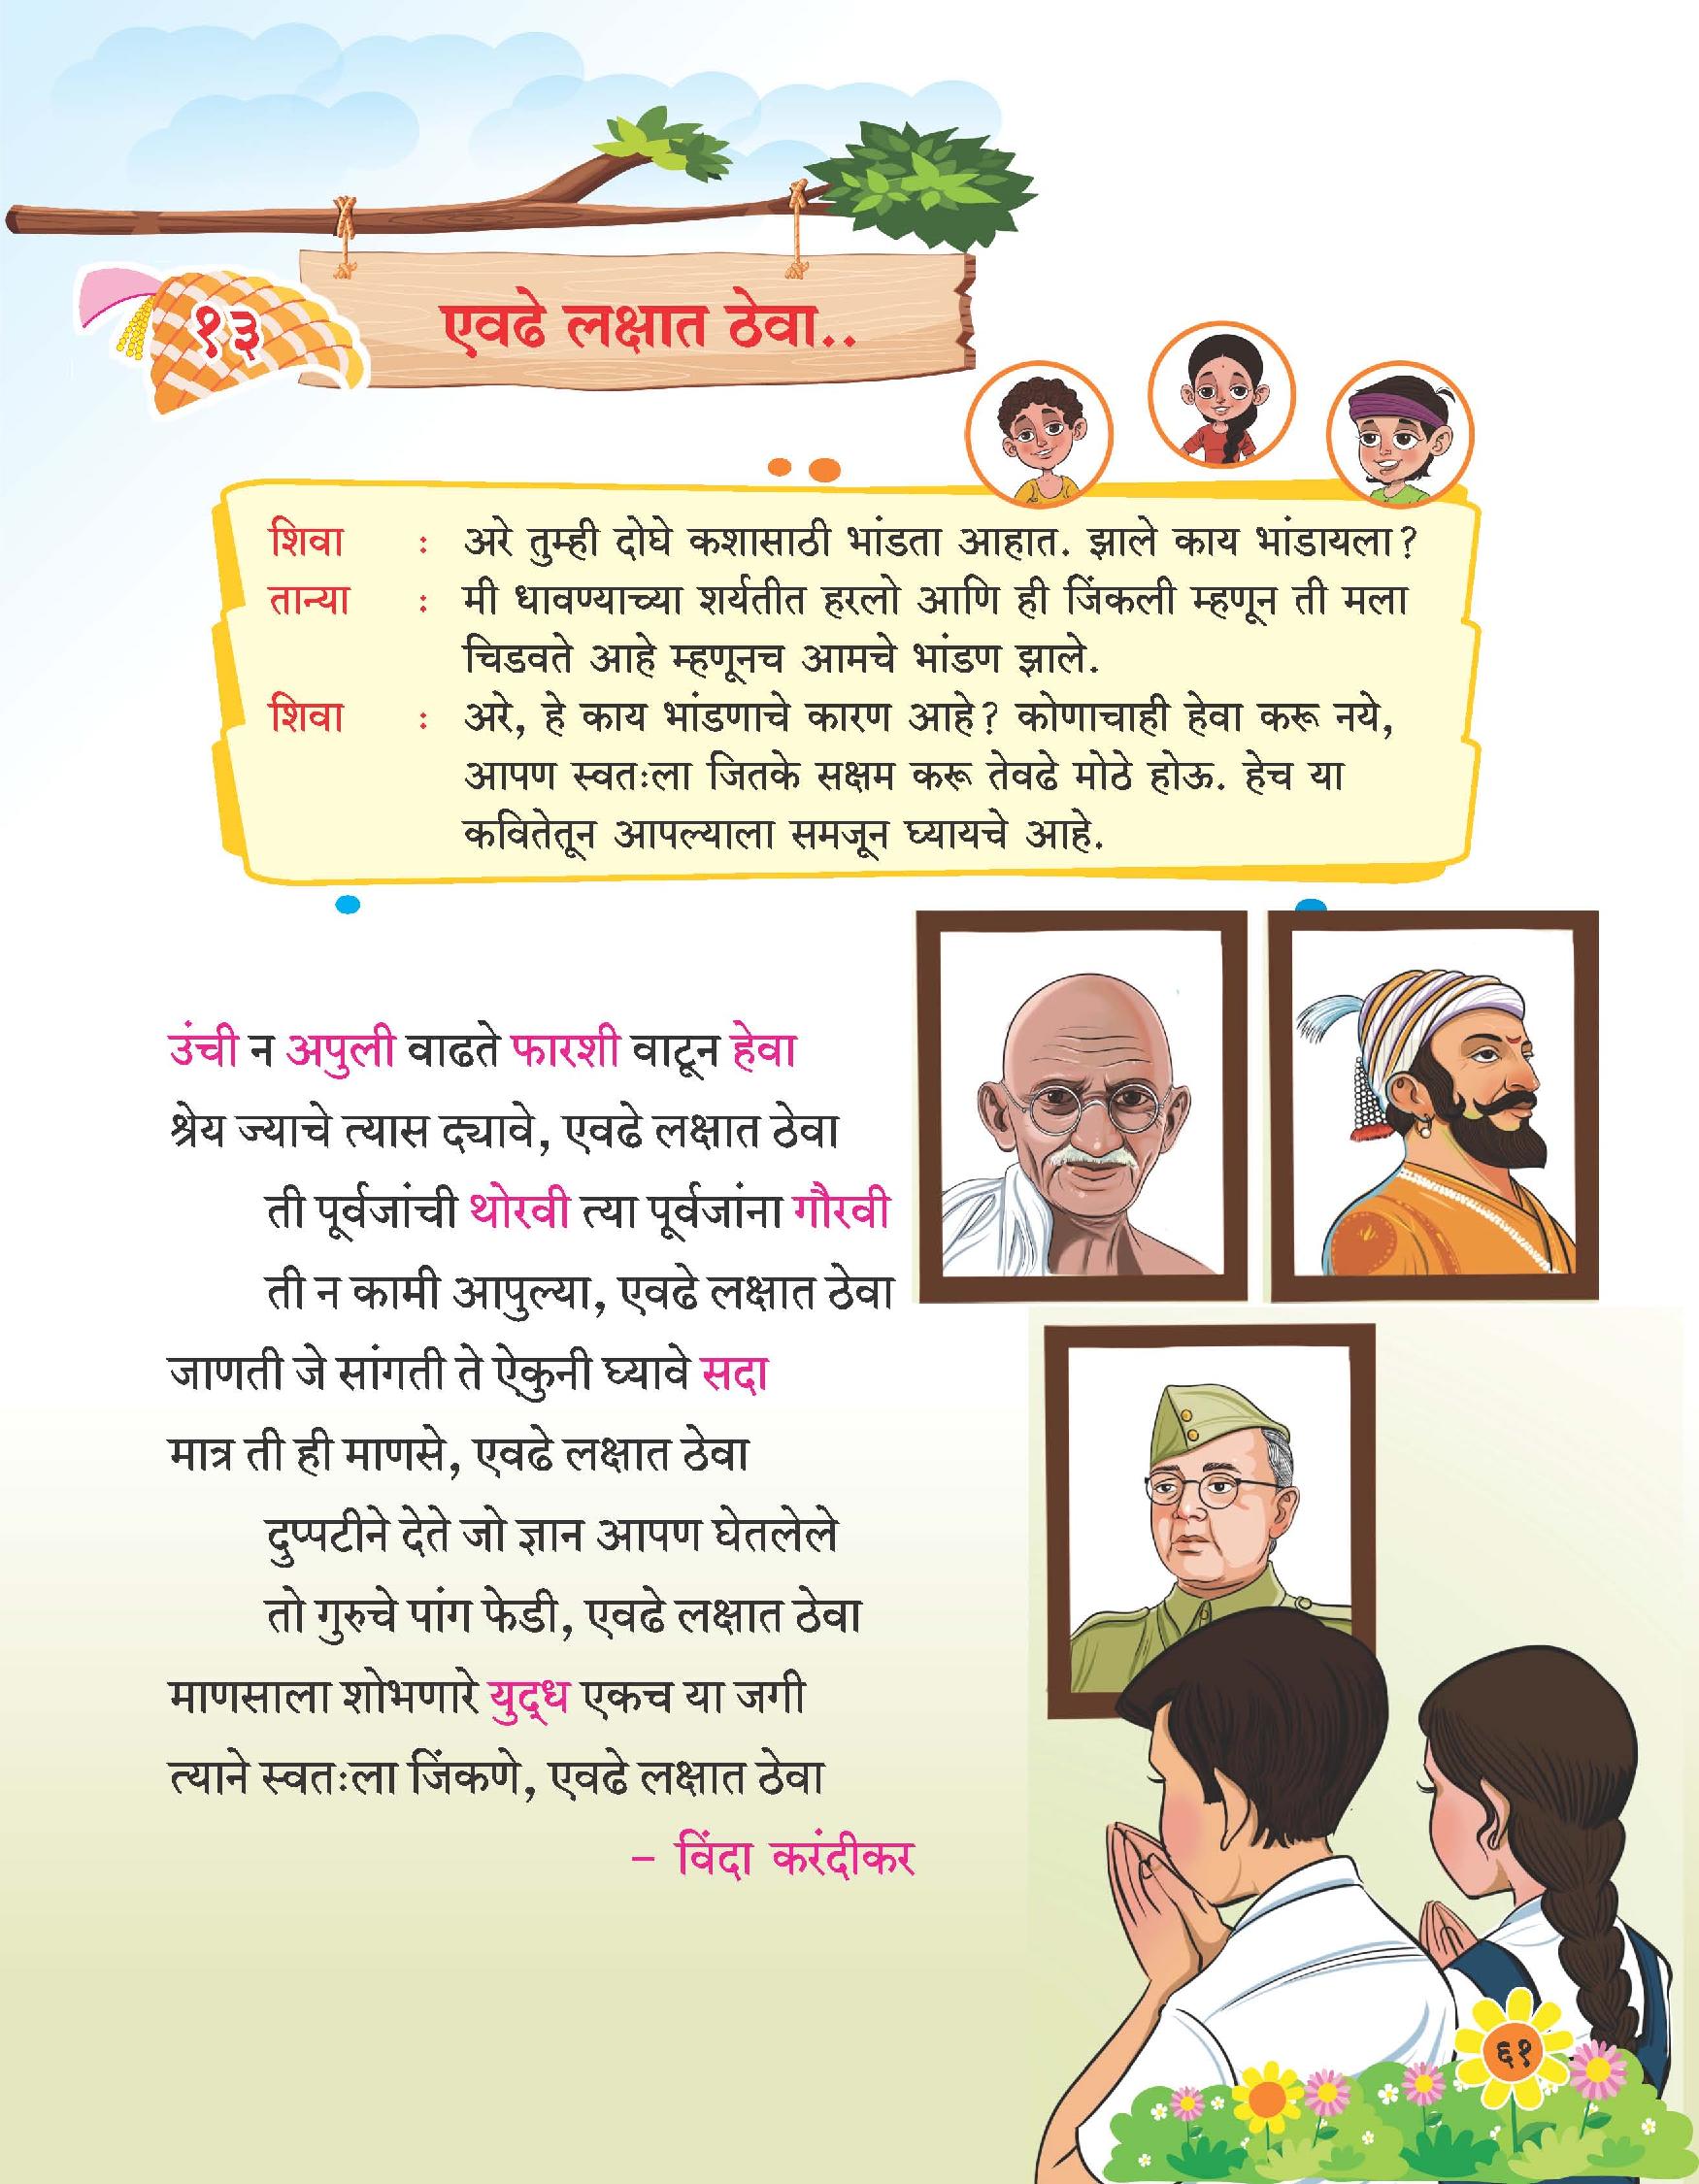 १३
एवढे लक्षात ठेवा..
शिवा : अरे तुम्ही दोघे कशासाठी भांडता आहात. झाले काय भांडायला?
तान्या : मी धावण्याच्या शर्यतीत हरलो आणि ही जिंकली म्हणून ती मला
चिडवते आहे म्हणूनच आमचे भांडण झाले.
शिवा : अरे, हे काय भांडणाचे कारण आहे? कोणाचाही हेवा करू नये,
आपण स्वतःला जितके सक्षम करू तेवढे मोठे होऊ. हेच या
कवितेतून आपल्याला समजून घ्यायचे आहे.
उंची न अपुली वाढते फारशी वाटून हेवा
श्रेय ज्याचे त्यास द्यावे, एवढे लक्षात ठेवा
ती पूर्वजांची थोरवी त्या पूर्वजांना गौरवी
ती न कामी आपुल्या, एवढे लक्षात ठेवा
जाणती जे सांगती ते ऐकुनी घ्यावे सदा
मात्र ती ही माणसे, एवढे लक्षात ठेवा
दुप्पटीने देते जो ज्ञान आपण घेतलेले
तो गुरुचे पांग फेडी, एवढे लक्षात ठेवा
माणसाला शोभणारे युद्ध एकच या जगी
त्याने स्वतःला जिंकणे, एवढे लक्षात ठेवा
– विंदा करंदीकर
६१